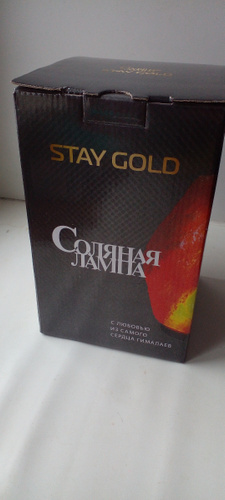 STAY GOLD
СОЛЯНАЯ
ЛАМПА
С ЛЮБОВЬЮ
ИЗ САМОГО
СЕРДЦА ГИМАЛАЕВ